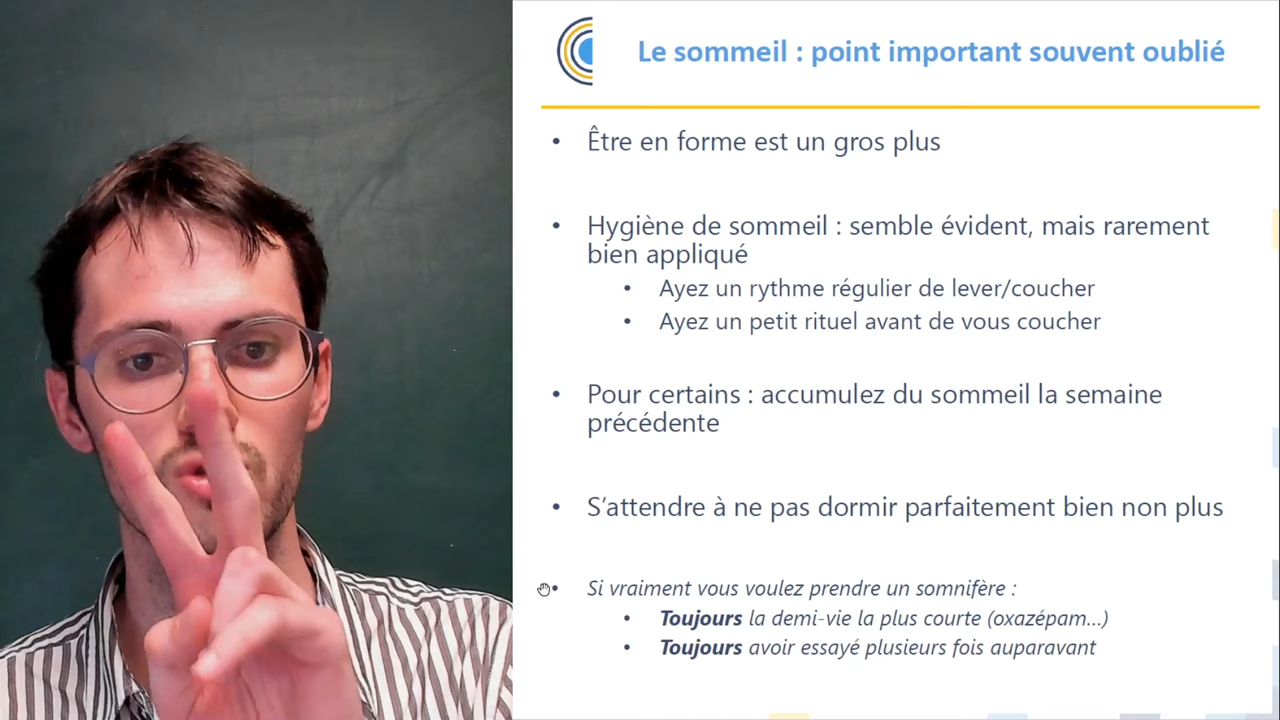 Le sommeil : point important souvent oublié
• Être en forme est un gros plus
• Hygiène de sommeil : semble évident, mais rarement
bien appliqué
• Ayez un rythme régulier de lever/coucher
• Ayez un petit rituel avant de vous coucher
• Pour certains : accumulez du sommeil la semaine
précédente
• S’attendre à ne pas dormir parfaitement bien non plus
• Si vraiment vous voulez prendre un somnifère :
• Toujours la demi-vie la plus courte (oxazépam…)
• Toujours avoir essayé plusieurs fois auparavant